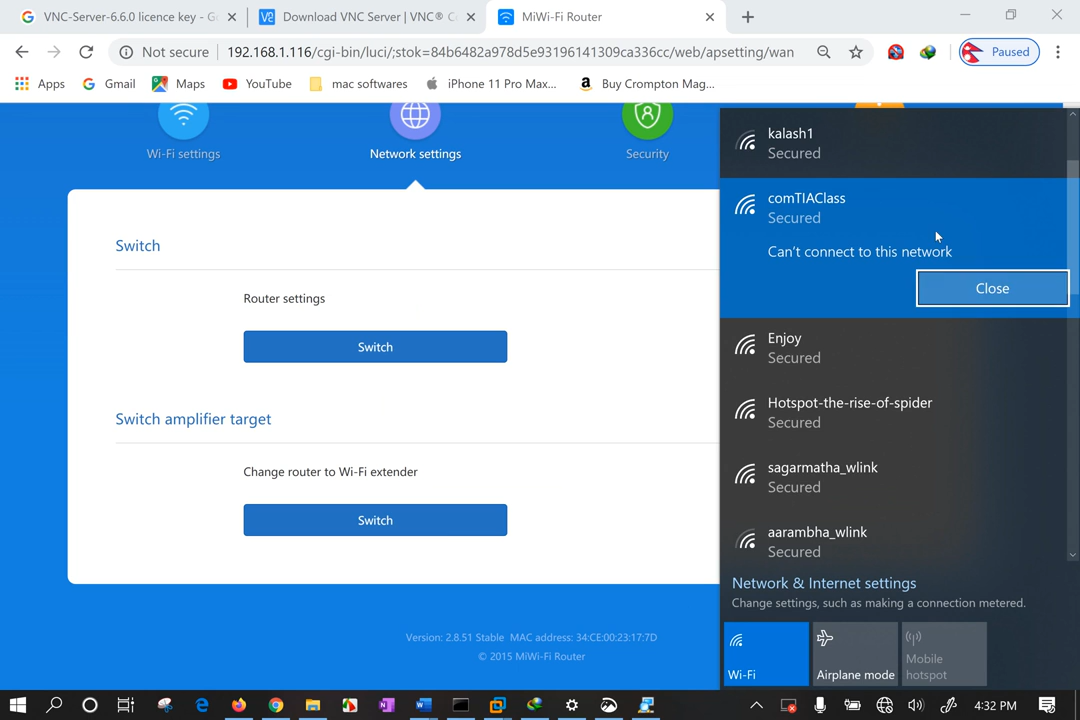 VNC-Server-6.6.0 licence key - G
Download VNC Server | VNC® C
MiWi-Fi Router
Not secure
192.168.1.116/cgi-bin/luci/;stok=84b6482a978d5e93196141309ca336cc/web/apsetting/wan
Paused
Apps
Gmail
Maps
YouTube
mac softwares
iPhone 11 Pro Max...
Buy Crompton Mag...
Wi-Fi settings
Network settings
Security
Switch
Router settings
Switch
Switch amplifier target
Change router to Wi-Fi extender
Switch
Version: 2.8.51 Stable MAC address: 34:CE:00:23:17:7D
© 2015 MiWi-Fi Router
kalash1
Secured
comTIAClass
Secured
Can't connect to this network
Close
Enjoy
Secured
Hotspot-the-rise-of-spider
Secured
sagarmatha_wlink
Secured
aarambha_wlink
Secured
Network & Internet settings
Change settings, such as making a connection metered.
Wi-Fi
Airplane mode
Mobile
hotspot
4:32 PM